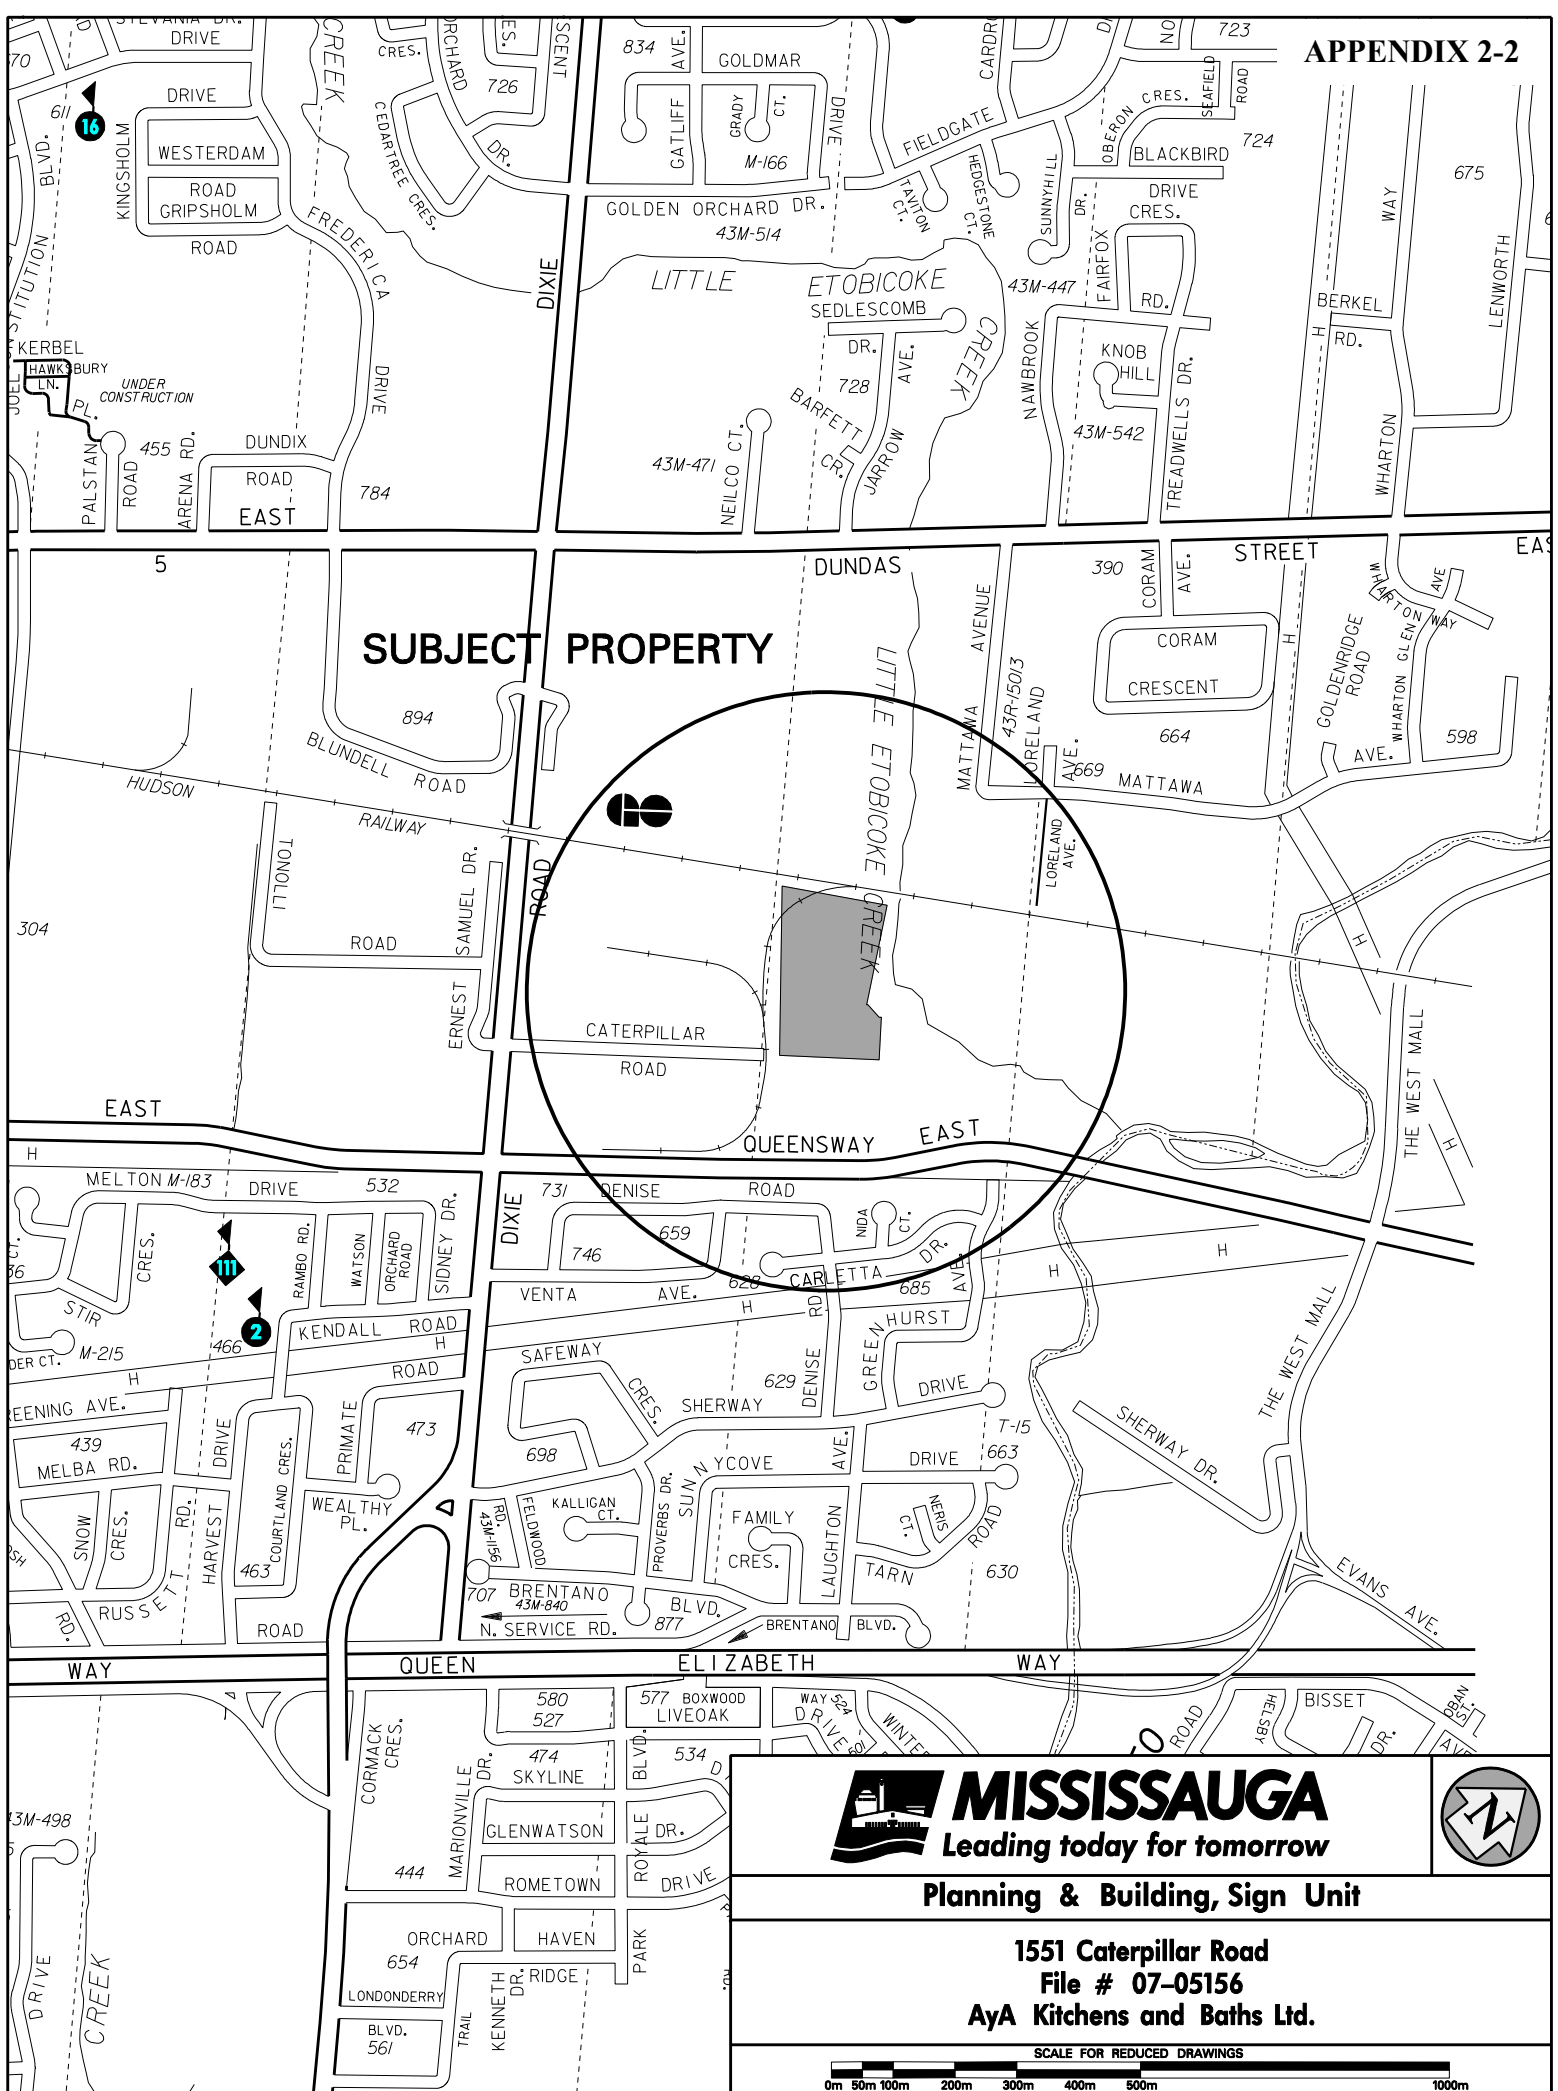 APPENDIX 2-2
DRIVE
CREEK
CRES.
ORCHARD
726
834
AVE.
GOLDMAR
723
SEAFIELD
ROAD
611
16
DRIVE
KINGSHOLM
WESTERDAM
ROAD
GRIPSHOLM
ROAD
BLVD.
FREDERICA
DRIVE
CEDARTREE CRES.
DR.
GATLIFF
GRADY
CT.
M-166
DRIVE
FIELDGATE
OBERON CRES.
BLACKBIRD
724
DRIVE
CRES.
675
WAY
LENWORTH
GOLDEN ORCHARD DR.
43M-514
TAVITON
CT.
HEDGESTONE
CT.
SUNNYHILL
DR.
FAIRFOX
RD.
43M-447
DIXIE
LITTLE ETOBICOKE
CREEK
SEDLESCOMB
DR.
AVE.
728
BARFETT
CR.
JARROW
NAWBROOK
KNOB
HILL
43M-542
TREADWELLS DR.
BERKEL
RD.
H
WHARTON
KERBEL
HAWKSBURY
LN.
PL.
UNDER
CONSTRUCTION
PALSTAN
ROAD
455
ARENA RD.
DUNDIX
ROAD
784
43M-471
NEILCO CT.
EAST
5
DUNDAS
STREET
390
CORAM
AVE.
WHARTON WAY
AVE
SUBJECT PROPERTY
LITTLE ETOBICOKE CREEK
MATTAWA AVENUE
43R-15013
LORELAND
AVE.
669
CORAM
CRESCENT
664
MATTAWA
AVE.
H
GOLDENRIDGE
ROAD
WHARTON GLEN
598
894
BLUNDELL ROAD
HUDSON
RAILWAY
GO
TONOLLI
ROAD
304
ERNEST
SAMUEL DR.
ROAD
LORELAND
AVE.
H
CATERPILLAR
ROAD
THE WEST MALL
H
EAST
QUEENSWAY EAST
H
MELTON M-183 DRIVE
532
731
DENISE ROAD
DIXIE
CRES.
STIR
111
2
RAMBO RD.
WATSON
ORCHARD
ROAD
SIDNEY DR.
659
746
VENTA AVE.
628
NIDA
CT.
CARLETTA DR.
685
AVE.
H
H
H
GREEN HURST
RD
DENISE
KENDALL ROAD
466
M-215
H
H
ROAD
SAFEWAY
CRES.
SHERWAY DRIVE
629
THE WEST MALL
SHERWAY DR.
T-15
439
MELBA RD.
SNOW
CRES.
RUSSETT RD.
HARVEST DRIVE
COURTLAND CRES.
PRIMATE
473
WEALTHY
PL.
463
ROAD
RD.
698
KALLIGAN
CT.
FELDWOOD
RD.
43M-1156
PROVERBS DR.
SUNNYCOVE DRIVE
AVE.
663
FAMILY
CRES.
LAUGHTON
NERIS
CT.
ROAD
TARN
630
707
BRENTANO
BLVD.
43M-840
N. SERVICE RD.
877
BRENTANO BLVD.
EVANS AVE.
WAY
QUEEN ELIZABETH WAY
580
527
577
BOXWOOD
LIVEOAK
WAY
DRIVE
524
BISSET
HELSBY
ROAD
DR.
CORMACK
CRES.
474
SKYLINE
DR.
534
BLVD.
MARIONVILLE
GLENWATSON DR.
ROYALE
444
ROMETOWN DRIVE
ORCHARD HAVEN
654
RIDGE
DR.
KENNETH
PARK
LONDONDERRY
BLVD.
561
TRAIL
DRIVE
CREEK
MISSISSAUGA
Leading today for tomorrow
N
Planning & Building, Sign Unit
1551 Caterpillar Road
File # 07-05156
AyA Kitchens and Baths Ltd.
SCALE FOR REDUCED DRAWINGS
0m 50m 100m 200m 300m 400m 500m 1000m